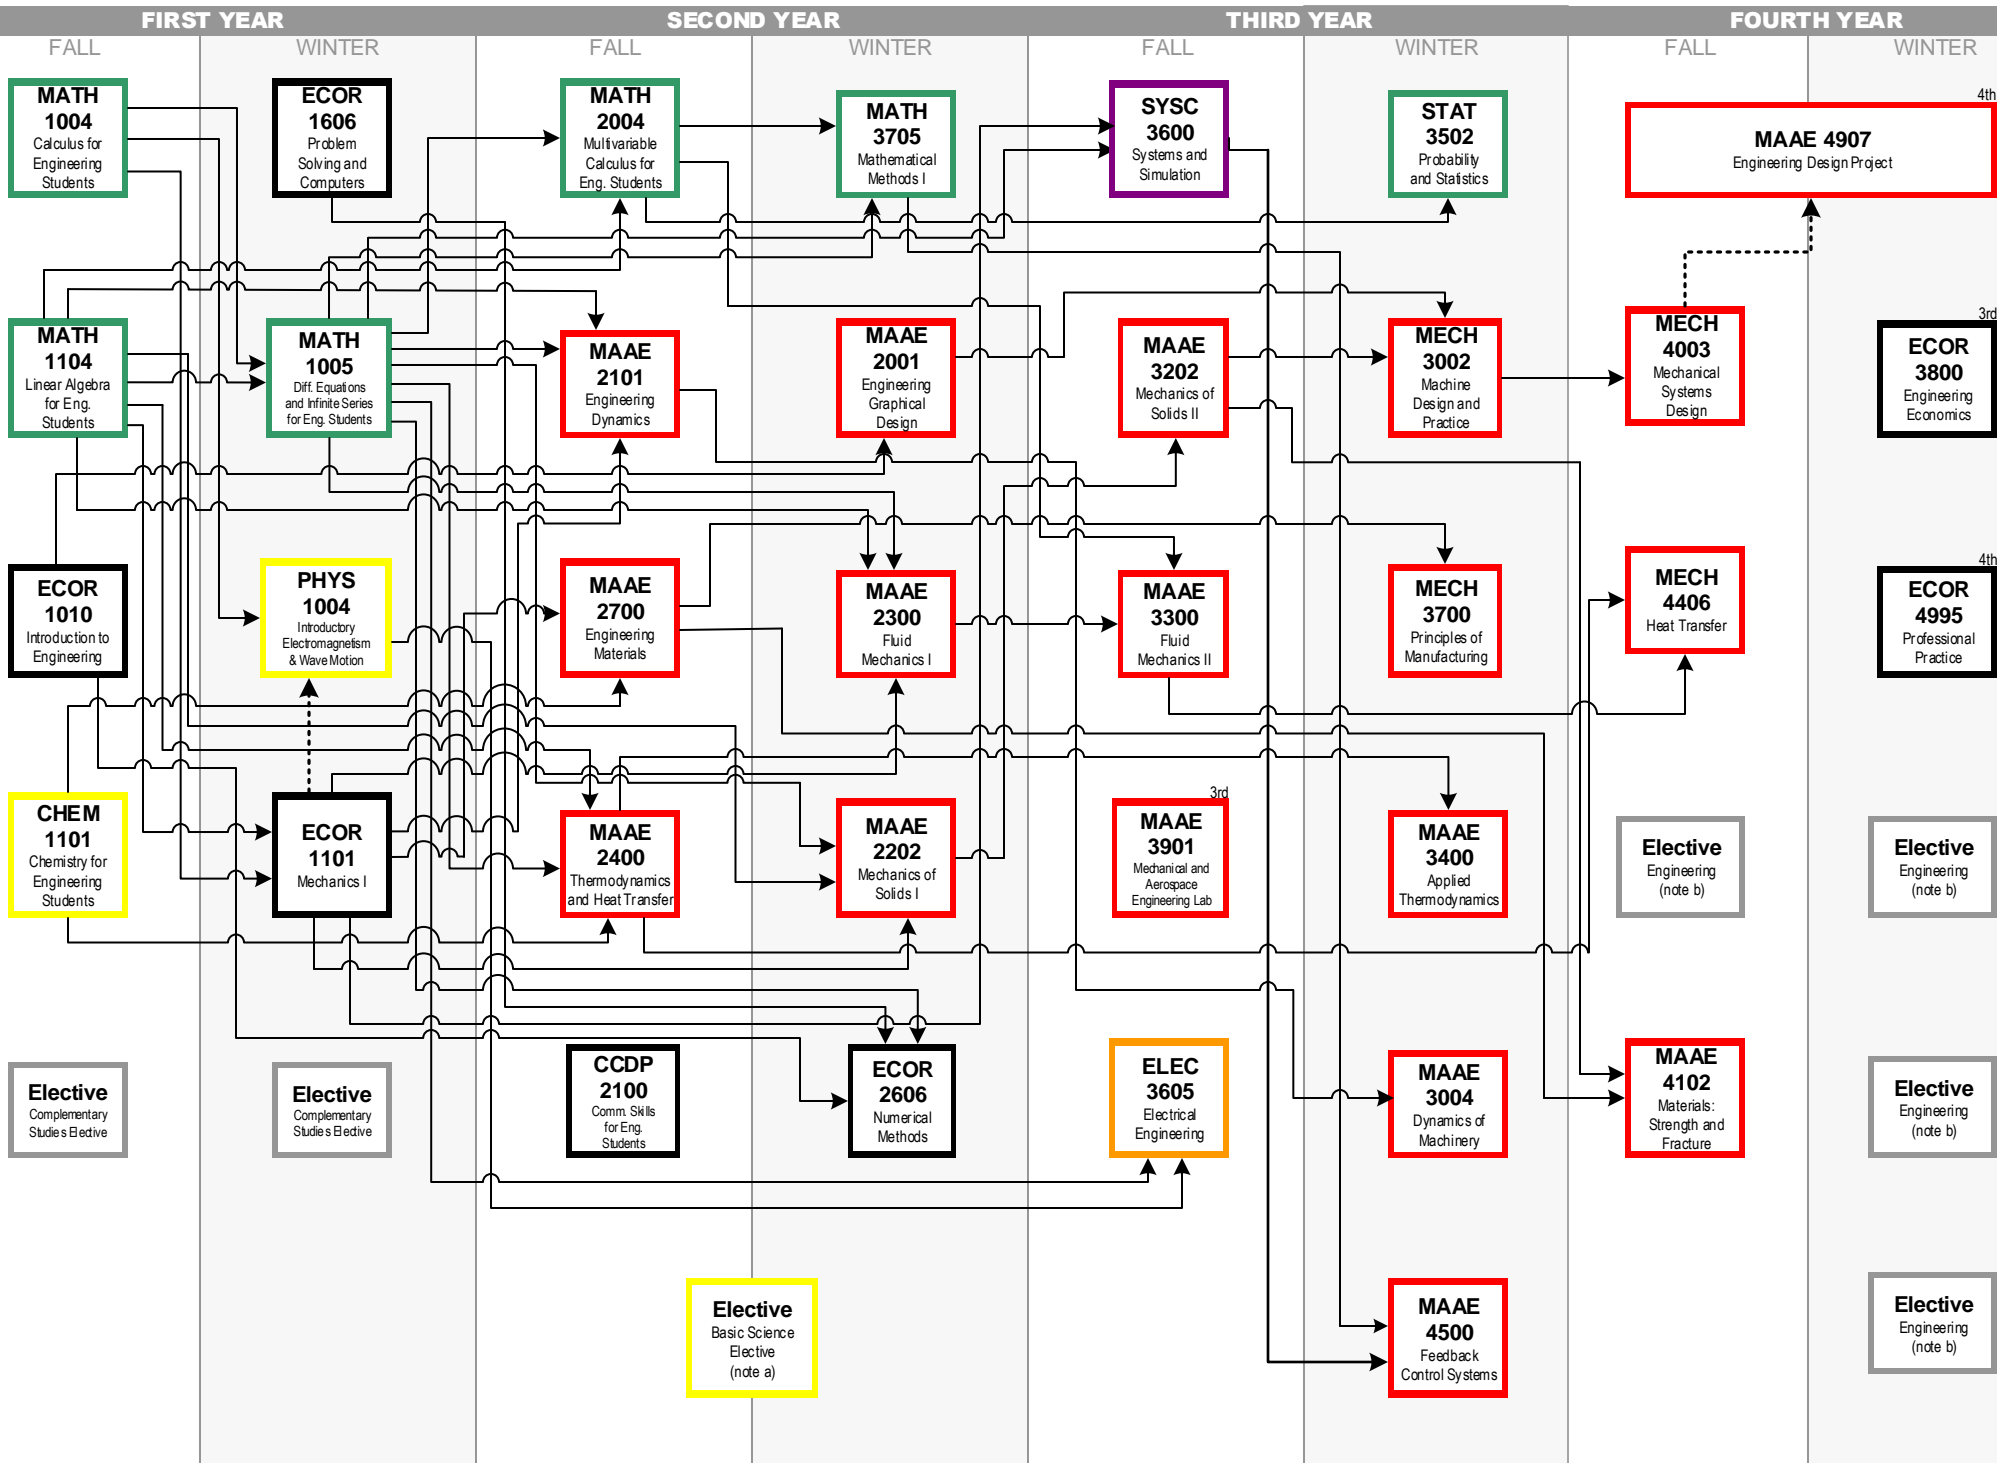 FIRST YEAR
SECOND YEAR
THIRD YEAR
FOURTH YEAR
FALL
WINTER
FALL
WINTER
FALL
WINTER
FALL
WINTER
MATH
1004
Calculus for
Engineering
Students
ECOR
1606
Problem
Solving and
Computers
MATH
2004
Multivariable
Calculus for
Eng. Students
MATH
3705
Mathematical
Methods I
SYSC
3600
Systems and
Simulation
STAT
3502
Probability
and Statistics
4th
MAAE 4907
Engineering Design Project
MATH
1104
Linear Algebra
for Eng.
Students
MATH
1005
Diff. Equations
and Infinite Series
for Eng. Students
MAAE
2101
Engineering
Dynamics
MAAE
2001
Engineering
Graphical
Design
MAAE
3202
Mechanics of
Solids II
MECH
3002
Machine
Design and
Practice
MECH
4003
Mechanical
Systems
Design
3rd
ECOR
3800
Engineering
Economics
ECOR
1010
Introduction to
Engineering
PHYS
1004
Introductory
Electromagnetism
& Wave Motion
MAAE
2700
Engineering
Materials
MAAE
2300
Fluid
Mechanics I
MAAE
3300
Fluid
Mechanics II
MECH
3700
Principles of
Manufacturing
MECH
4406
Heat Transfer
4th
ECOR
4995
Professional
Practice
CHEM
1101
Chemistry for
Engineering
Students
ECOR
1101
Mechanics I
MAAE
2400
Thermodynamics
and Heat Transfer
MAAE
2202
Mechanics of
Solids I
3rd
MAAE
3901
Mechanical and
Aerospace
Engineering Lab
MAAE
3400
Applied
Thermodynamics
Elective
Engineering
(note b)
Elective
Engineering
(note b)
Elective
Complementary
Studies Elective
Elective
Complementary
Studies Elective
CCDP
2100
Comm. Skills
for Eng.
Students
ECOR
2606
Numerical
Methods
ELEC
3605
Electrical
Engineering
MAAE
3004
Dynamics of
Machinery
MAAE
4102
Materials:
Strength and
Fracture
Elective
Engineering
(note b)
Elective
Basic Science
Elective
(note a)
MAAE
4500
Feedback
Control Systems
Elective
Engineering
(note b)